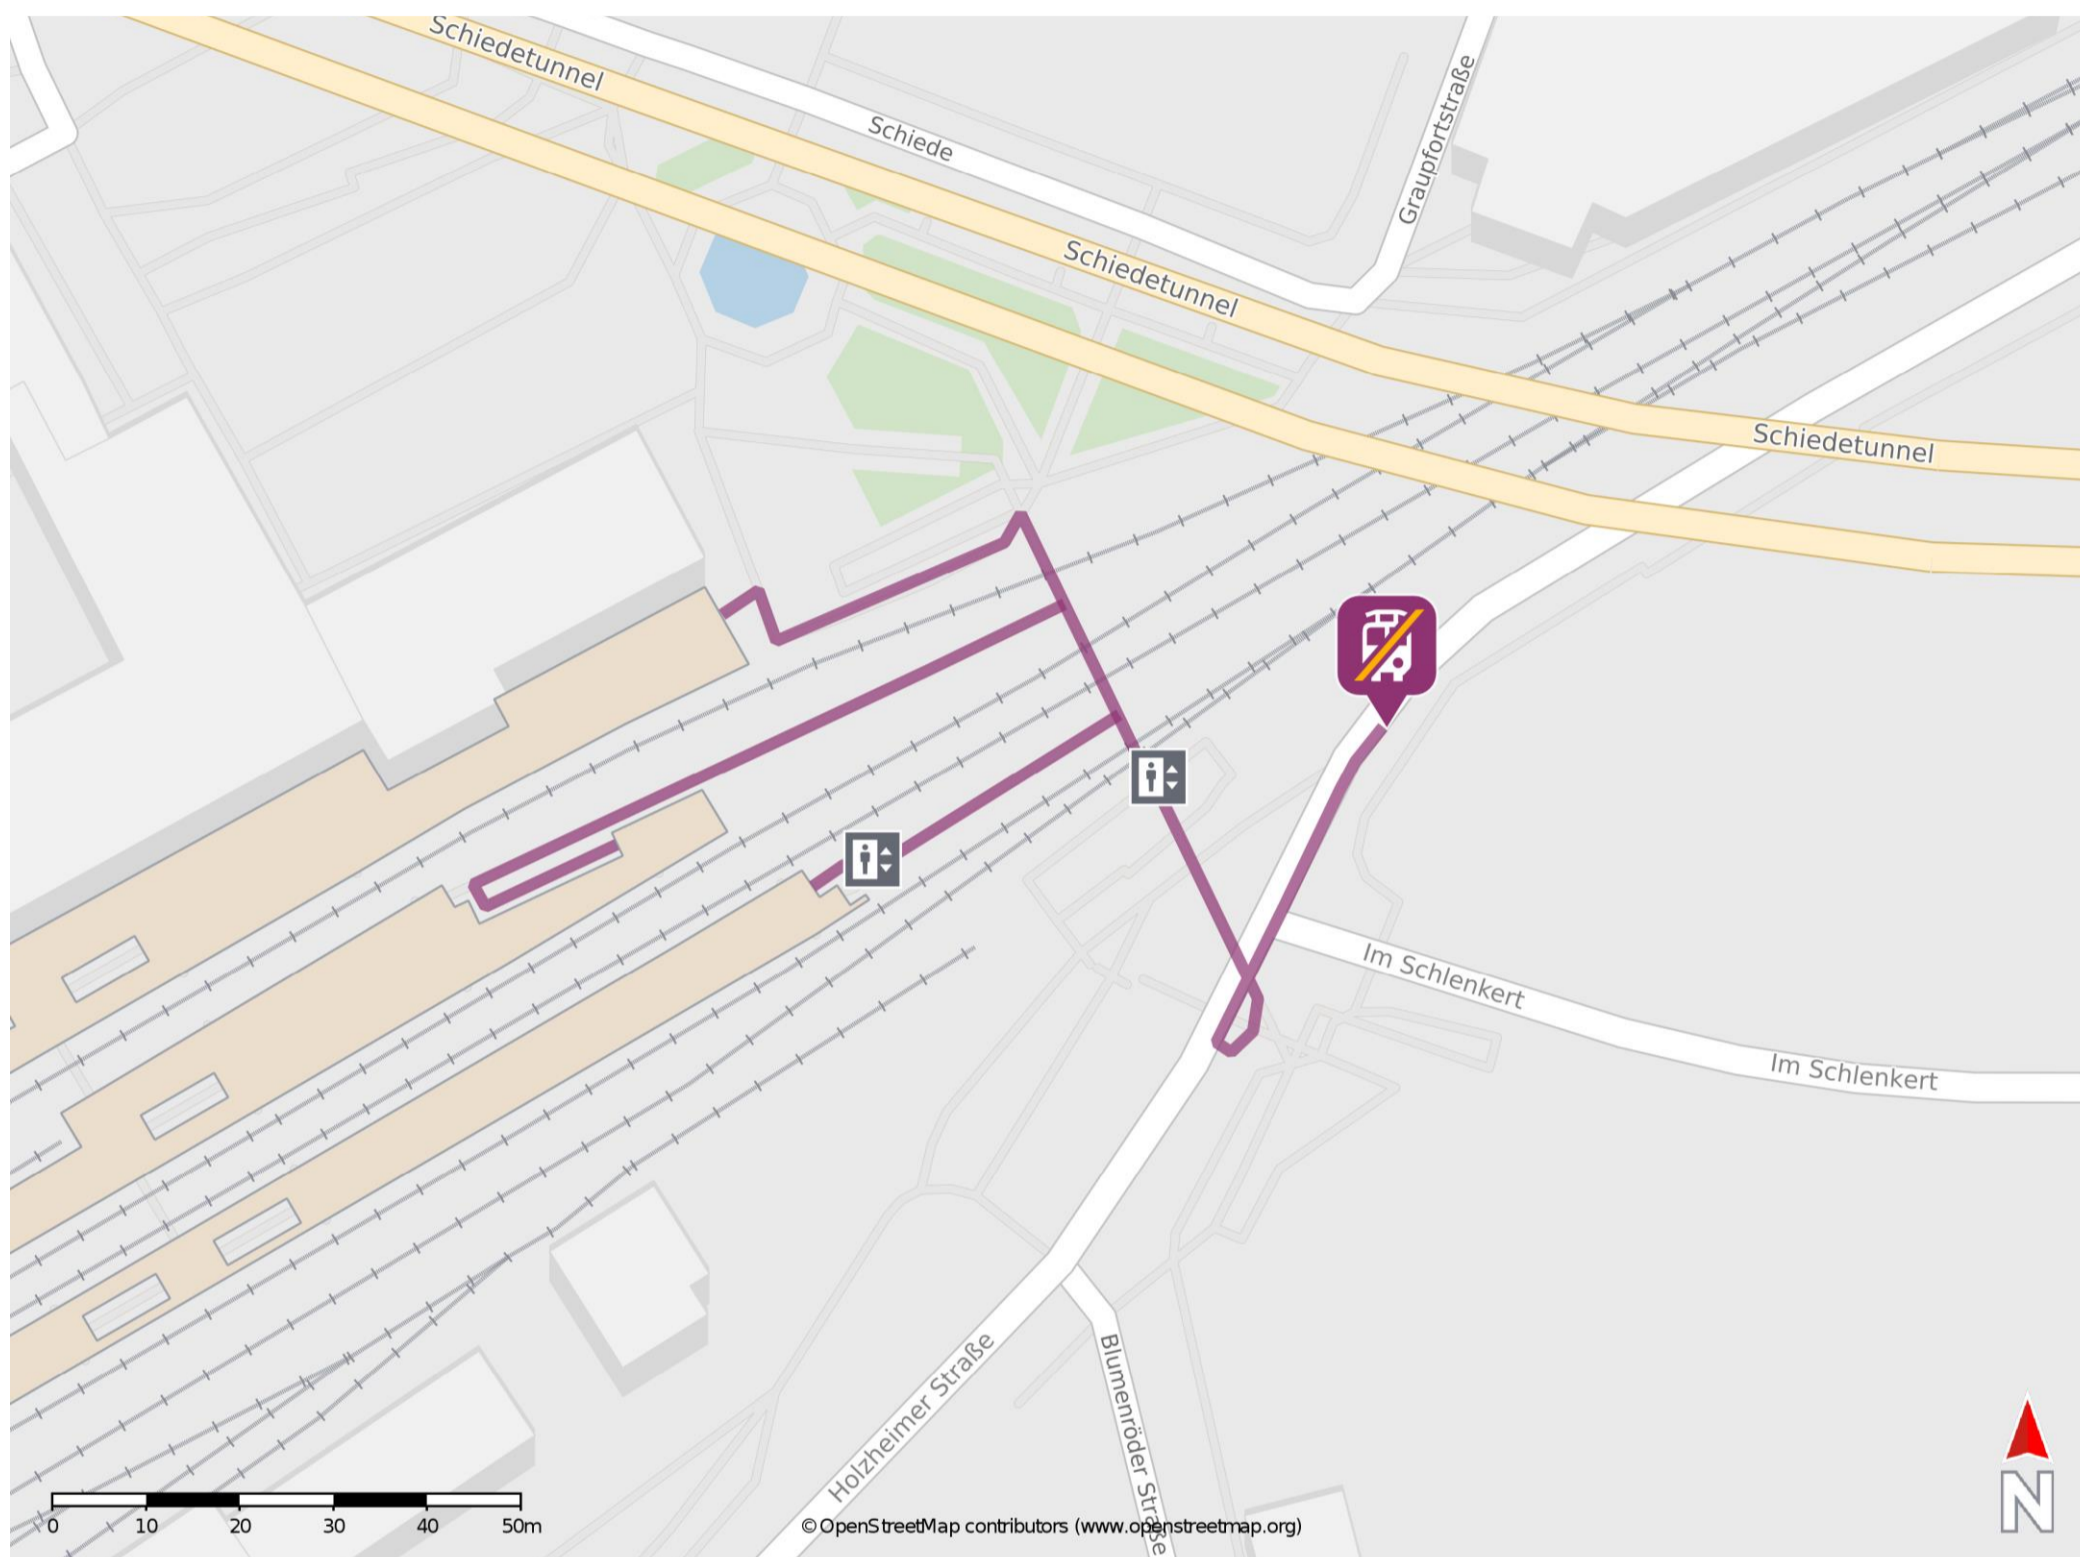 Schiedetunnel
Schiede
Graupfortstraße
Schiedetunnel
Schiedetunnel
Im Schlenkert
Im Schlenkert
Holzheimer Straße
Blumenröder Straße
0 10 20 30 40 50m
© OpenStreetMap contributors (www.openstreetmap.org)
N